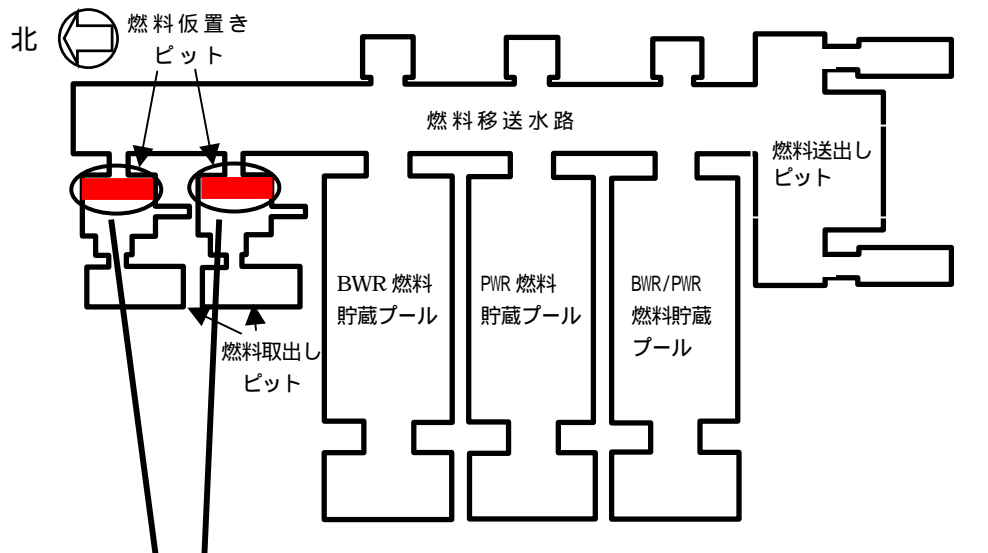 北
燃料仮置き
ピット
燃料移送水路
燃料送出し
ピット
BWR 燃料
貯蔵プール
PWR 燃料
貯蔵プール
BWR/PWR
燃料貯蔵
プール
燃料取出し
ピット